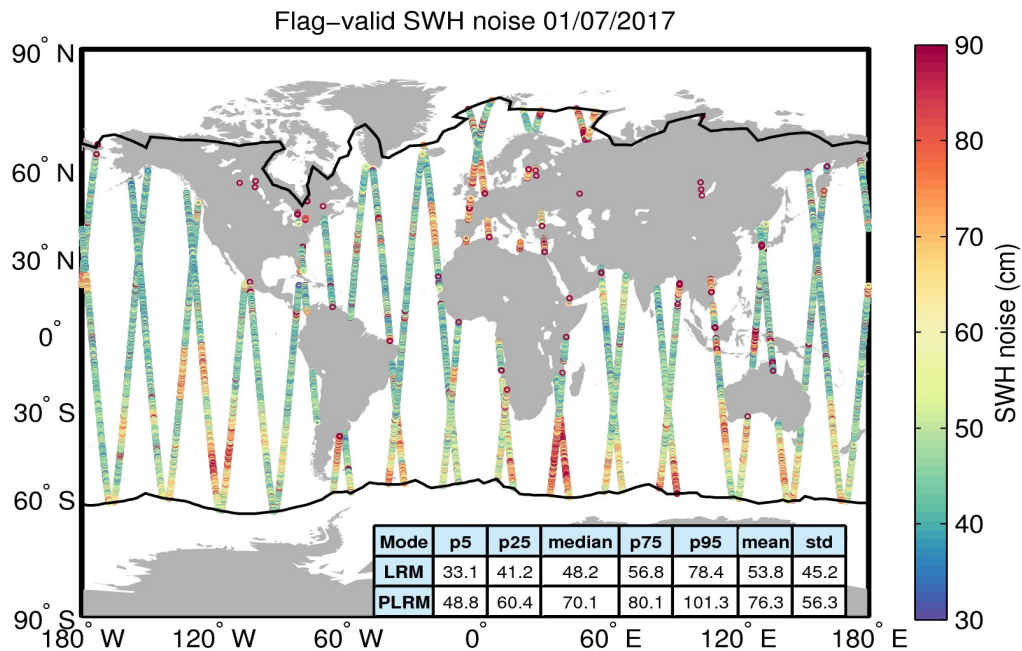 Flag−valid SWH noise 01/07/2017
90° N
60° N
30° N
0°
30° S
60° S
90° S
180° W
120° W
60° W
0°
60° E
120° E
180° E
Mode p5 p25 median p75 p95 mean std
LRM 33.1 41.2 48.2 56.8 78.4 53.8 45.2
PLRM 48.8 60.4 70.1 80.1 101.3 76.3 56.3
90
80
70
60
50
40
30
SWH noise (cm)